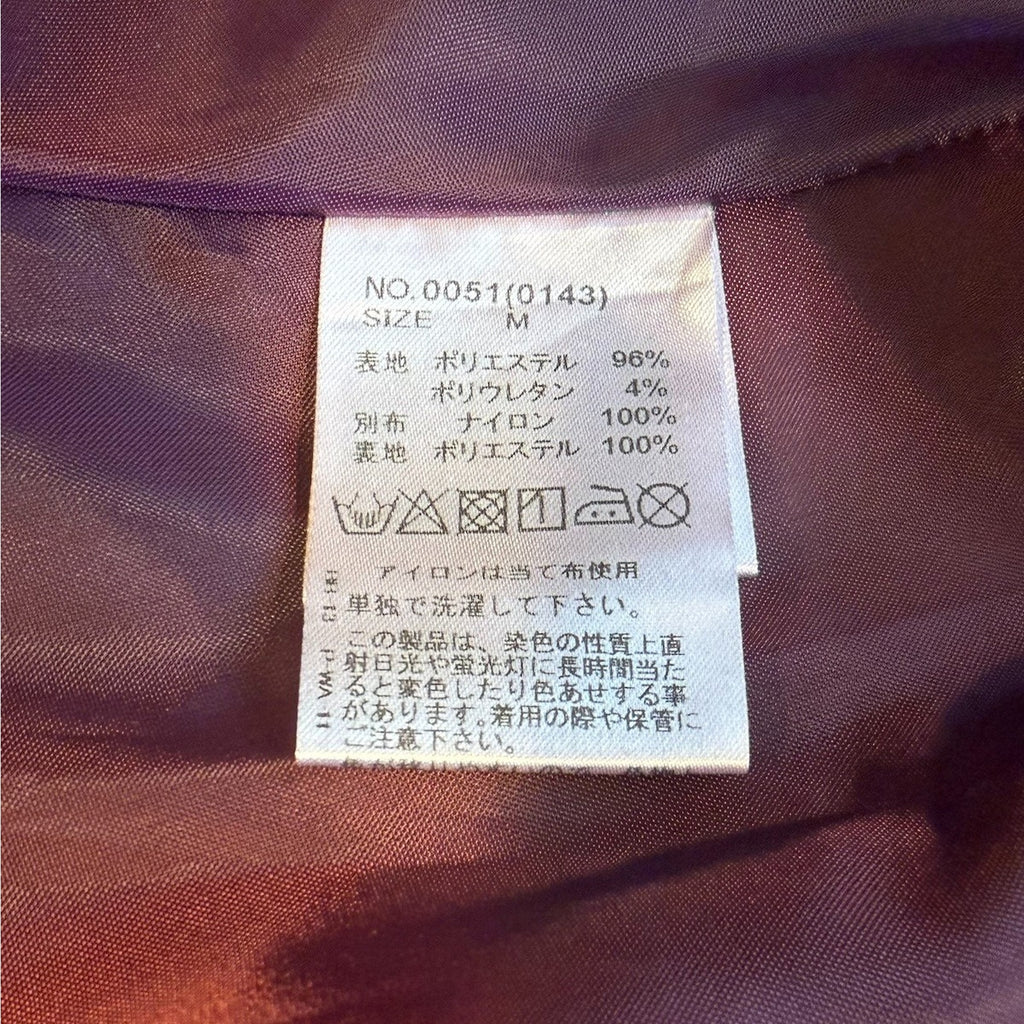 NO.0051(0143)
SIZE M
表地 ポリエステル 96%
ポリウレタン 4%
別布 ナイロン 100%
裏地 ポリエステル 100%
アイロンは当て布使用
単独で洗濯して下さい。
この製品は、染色の性質上直
射日光や蛍光灯に長時間当た
ると変色したり色あせする事
があります。着用の際や保管に
ご注意下さい。